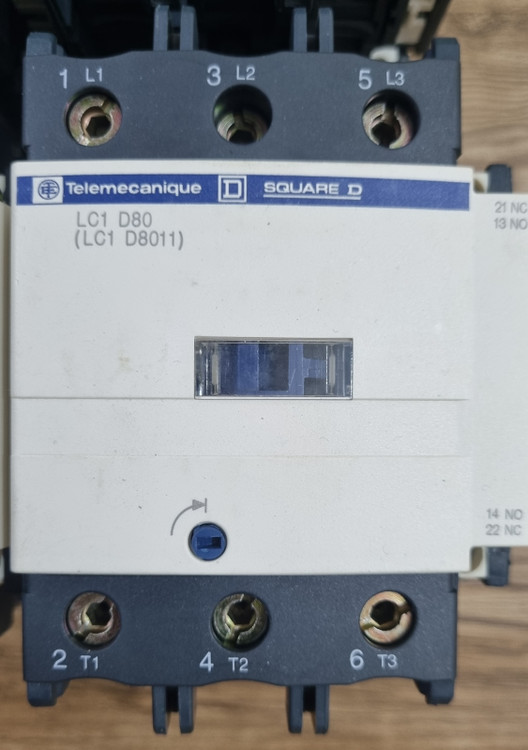 1 L1 3 L2 5 L3
Telemecanique D SQUARE D
LC1 D80
(LC1 D8011)
21 NC
13 NO
14 NO
22 NC
2 T1 4 T2 6 T3